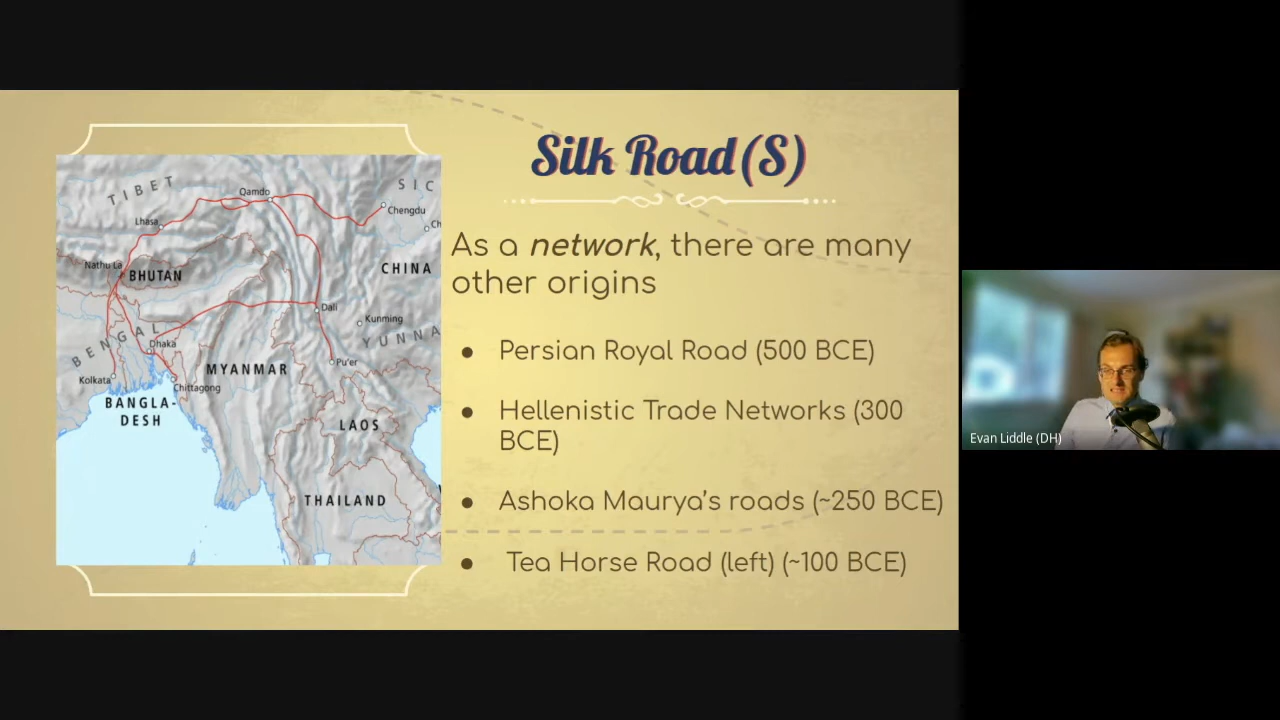 Silk Road(S)
As a network, there are many
other origins
● Persian Royal Road (500 BCE)
● Hellenistic Trade Networks (300
BCE)
● Ashoka Maurya's roads (~250 BCE)
● Tea Horse Road (left) (~100 BCE)
TIBET
SIC
Qamdo
Chengdu
Lhasa
Ch
Nathu La
BHUTAN
CHINA
Dali
Kunming
BENGAL
YUNNA
Dhaka
Pu'er
MYANMAR
Kolkata
Chittagong
BANGLA-
DESH
LAOS
THAILAND
Evan Liddle (DH)